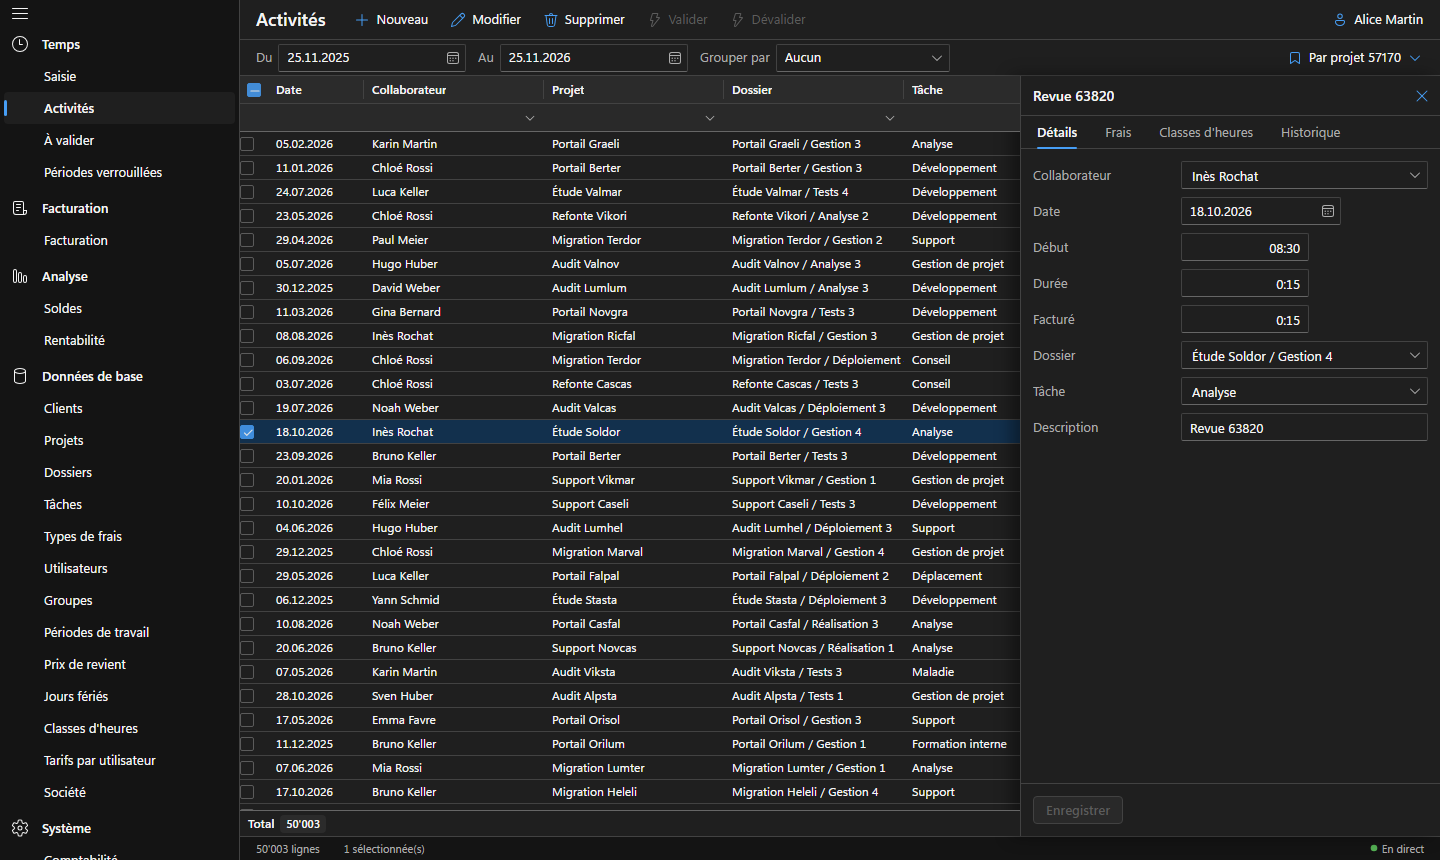 Temps
Saisie
Activités
À valider
Périodes verrouillées
Facturation
Facturation
Analyse
Soldes
Rentabilité
Données de base
Clients
Projets
Dossiers
Tâches
Types de frais
Utilisateurs
Groupes
Périodes de travail
Prix de revient
Jours fériés
Classes d'heures
Tarifs par utilisateur
Société
Système
Comptabilité
Activités Nouveau Modifier Supprimer Valider Dévalider Alice Martin
Du 25.11.2025 Au 25.11.2026 Grouper par Aucun Par projet 57170
Date Collaborateur Projet Dossier Tâche
05.02.2026 Karin Martin Portail Graeli Portail Graeli / Gestion 3 Analyse
11.01.2026 Chloé Rossi Portail Berter Portail Berter / Gestion 3 Développement
24.07.2026 Luca Keller Étude Valmar Étude Valmar / Tests 4 Développement
23.05.2026 Chloé Rossi Refonte Vikori Refonte Vikori / Analyse 2 Développement
29.04.2026 Paul Meier Migration Terdor Migration Terdor / Gestion 2 Support
05.07.2026 Hugo Huber Audit Valnov Audit Valnov / Analyse 3 Gestion de projet
30.12.2025 David Weber Audit Lumlum Audit Lumlum / Analyse 3 Développement
11.03.2026 Gina Bernard Portail Novgra Portail Novgra / Tests 3 Développement
08.08.2026 Inès Rochat Migration Ricfal Migration Ricfal / Gestion 3 Gestion de projet
06.09.2026 Chloé Rossi Migration Terdor Migration Terdor / Déploiement Conseil
03.07.2026 Chloé Rossi Refonte Cascas Refonte Cascas / Tests 3 Conseil
19.07.2026 Noah Weber Audit Valcas Audit Valcas / Déploiement 3 Développement
18.10.2026 Inès Rochat Étude Soldor Étude Soldor / Gestion 4 Analyse
23.09.2026 Bruno Keller Portail Berter Portail Berter / Tests 3 Développement
20.01.2026 Mia Rossi Support Vikmar Support Vikmar / Gestion 1 Gestion de projet
10.10.2026 Félix Meier Support Caseli Support Caseli / Tests 3 Développement
04.06.2026 Hugo Huber Audit Lumhel Audit Lumhel / Déploiement 3 Support
29.12.2025 Chloé Rossi Migration Marval Migration Marval / Gestion 4 Gestion de projet
29.05.2026 Luca Keller Portail Falpal Portail Falpal / Déploiement 2 Déplacement
06.12.2025 Yann Schmid Étude Stasta Étude Stasta / Déploiement 3 Développement
10.08.2026 Noah Weber Portail Casfal Portail Casfal / Réalisation 3 Analyse
20.06.2026 Bruno Keller Support Novcas Support Novcas / Réalisation 1 Analyse
07.05.2026 Karin Martin Audit Viksta Audit Viksta / Tests 3 Maladie
28.10.2026 Sven Huber Audit Alpsta Audit Alpsta / Tests 1 Gestion de projet
17.05.2026 Emma Favre Portail Orisol Portail Orisol / Gestion 3 Support
11.12.2025 Bruno Keller Portail Orilum Portail Orilum / Gestion 1 Formation interne
07.06.2026 Mia Rossi Migration Lumter Migration Lumter / Gestion 1 Analyse
17.10.2026 Bruno Keller Migration Heleli Migration Heleli / Gestion 4 Support
Total 50'003
50'003 lignes 1 sélectionnée(s)
Revue 63820
Détails Frais Classes d'heures Historique
Collaborateur Inès Rochat
Date 18.10.2026
Début 08:30
Durée 0:15
Facturé 0:15
Dossier Étude Soldor / Gestion 4
Tâche Analyse
Description Revue 63820
Enregistrer
En direct